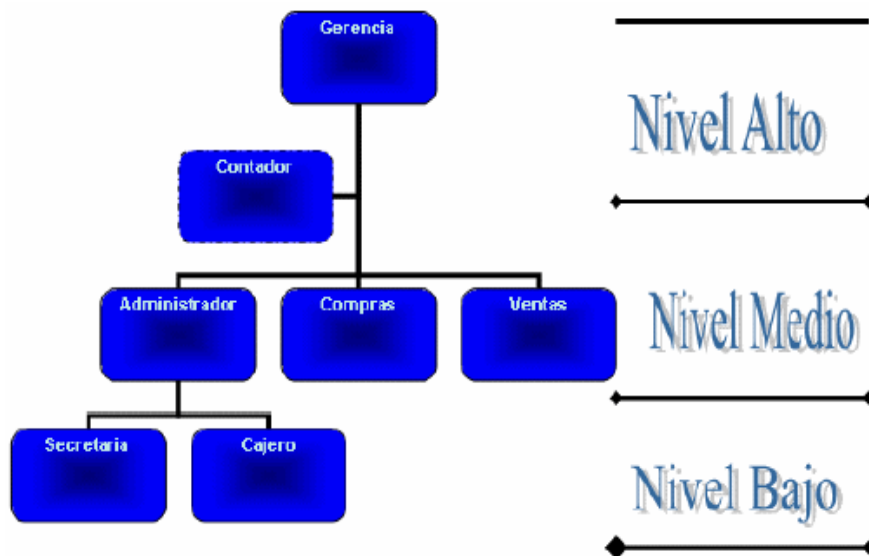 Gerencia
Nivel Alto
Contador
Administrador
Compras
Ventas
Nivel Medio
Secretaria
Cajero
Nivel Bajo